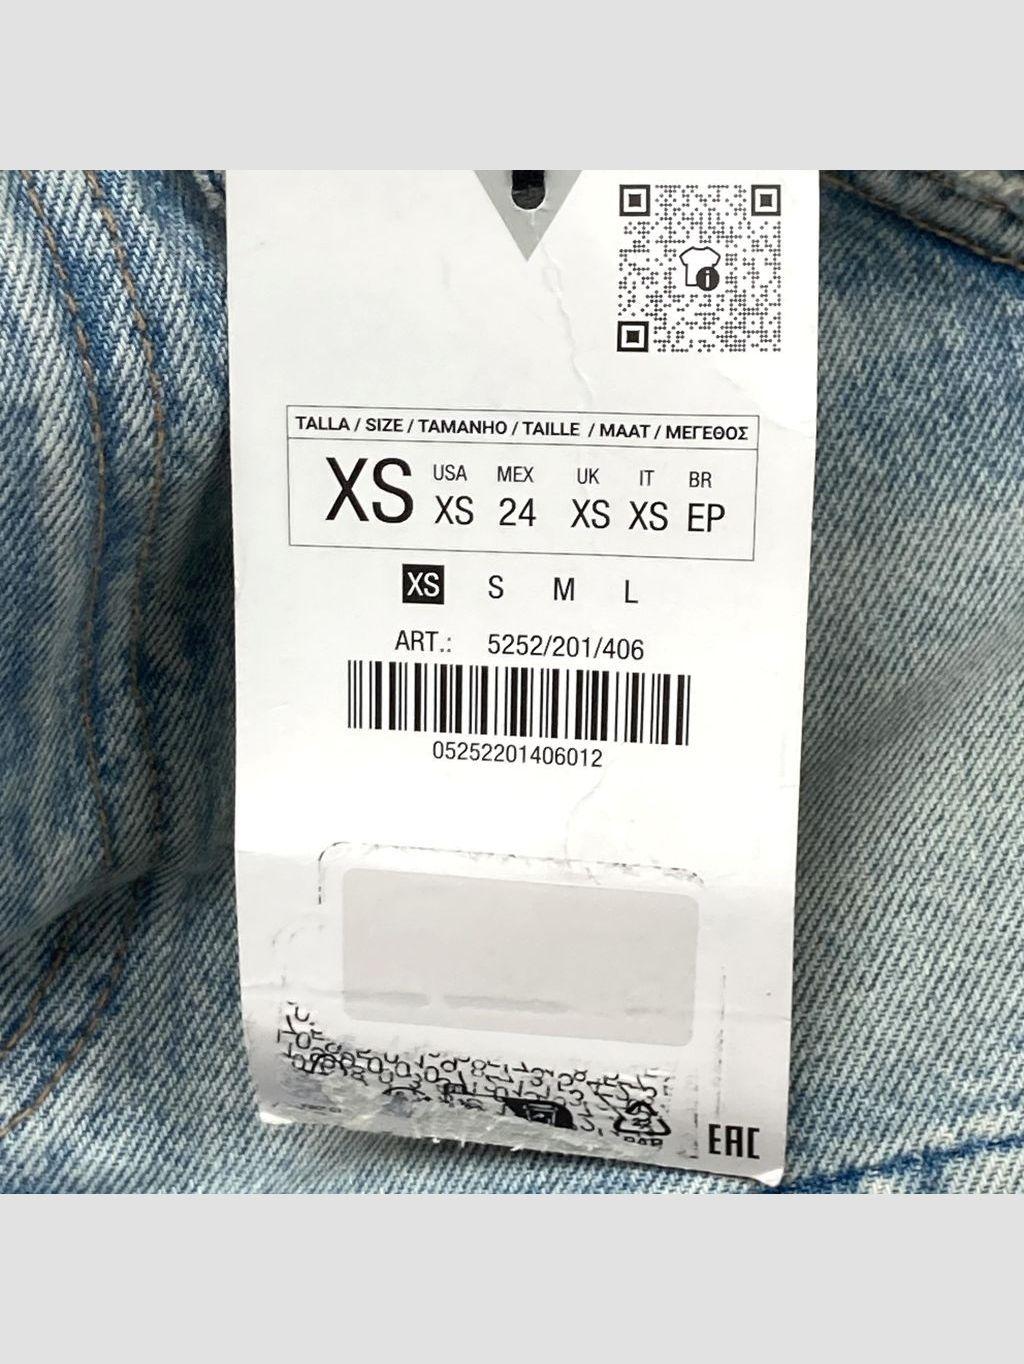 TALLA / SIZE / TAMANHO / TAILLE / MAAT / ΜΕΓΕΘΟΣ
XS USA XS MEX 24 UK XS IT XS BR EP
XS S M L
ART.: 5252/201/406
05252201406012
EAC